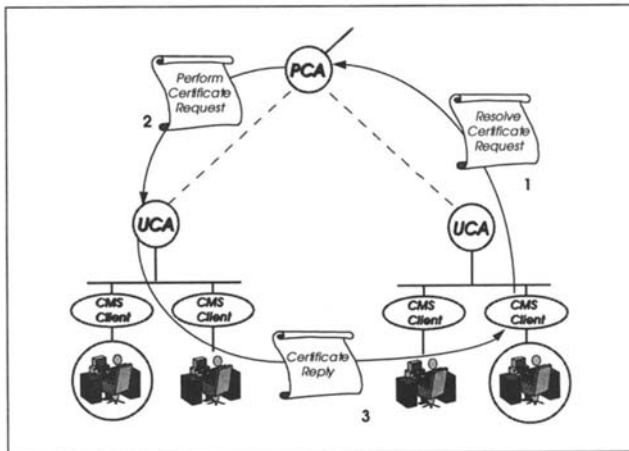 PCA
Perform
Certificate
Request
2
Resolve
Certificate
Request
1
UCA
UCA
CMS
Client
CMS
Client
CMS
Client
CMS
Client
Certificate
Reply
3